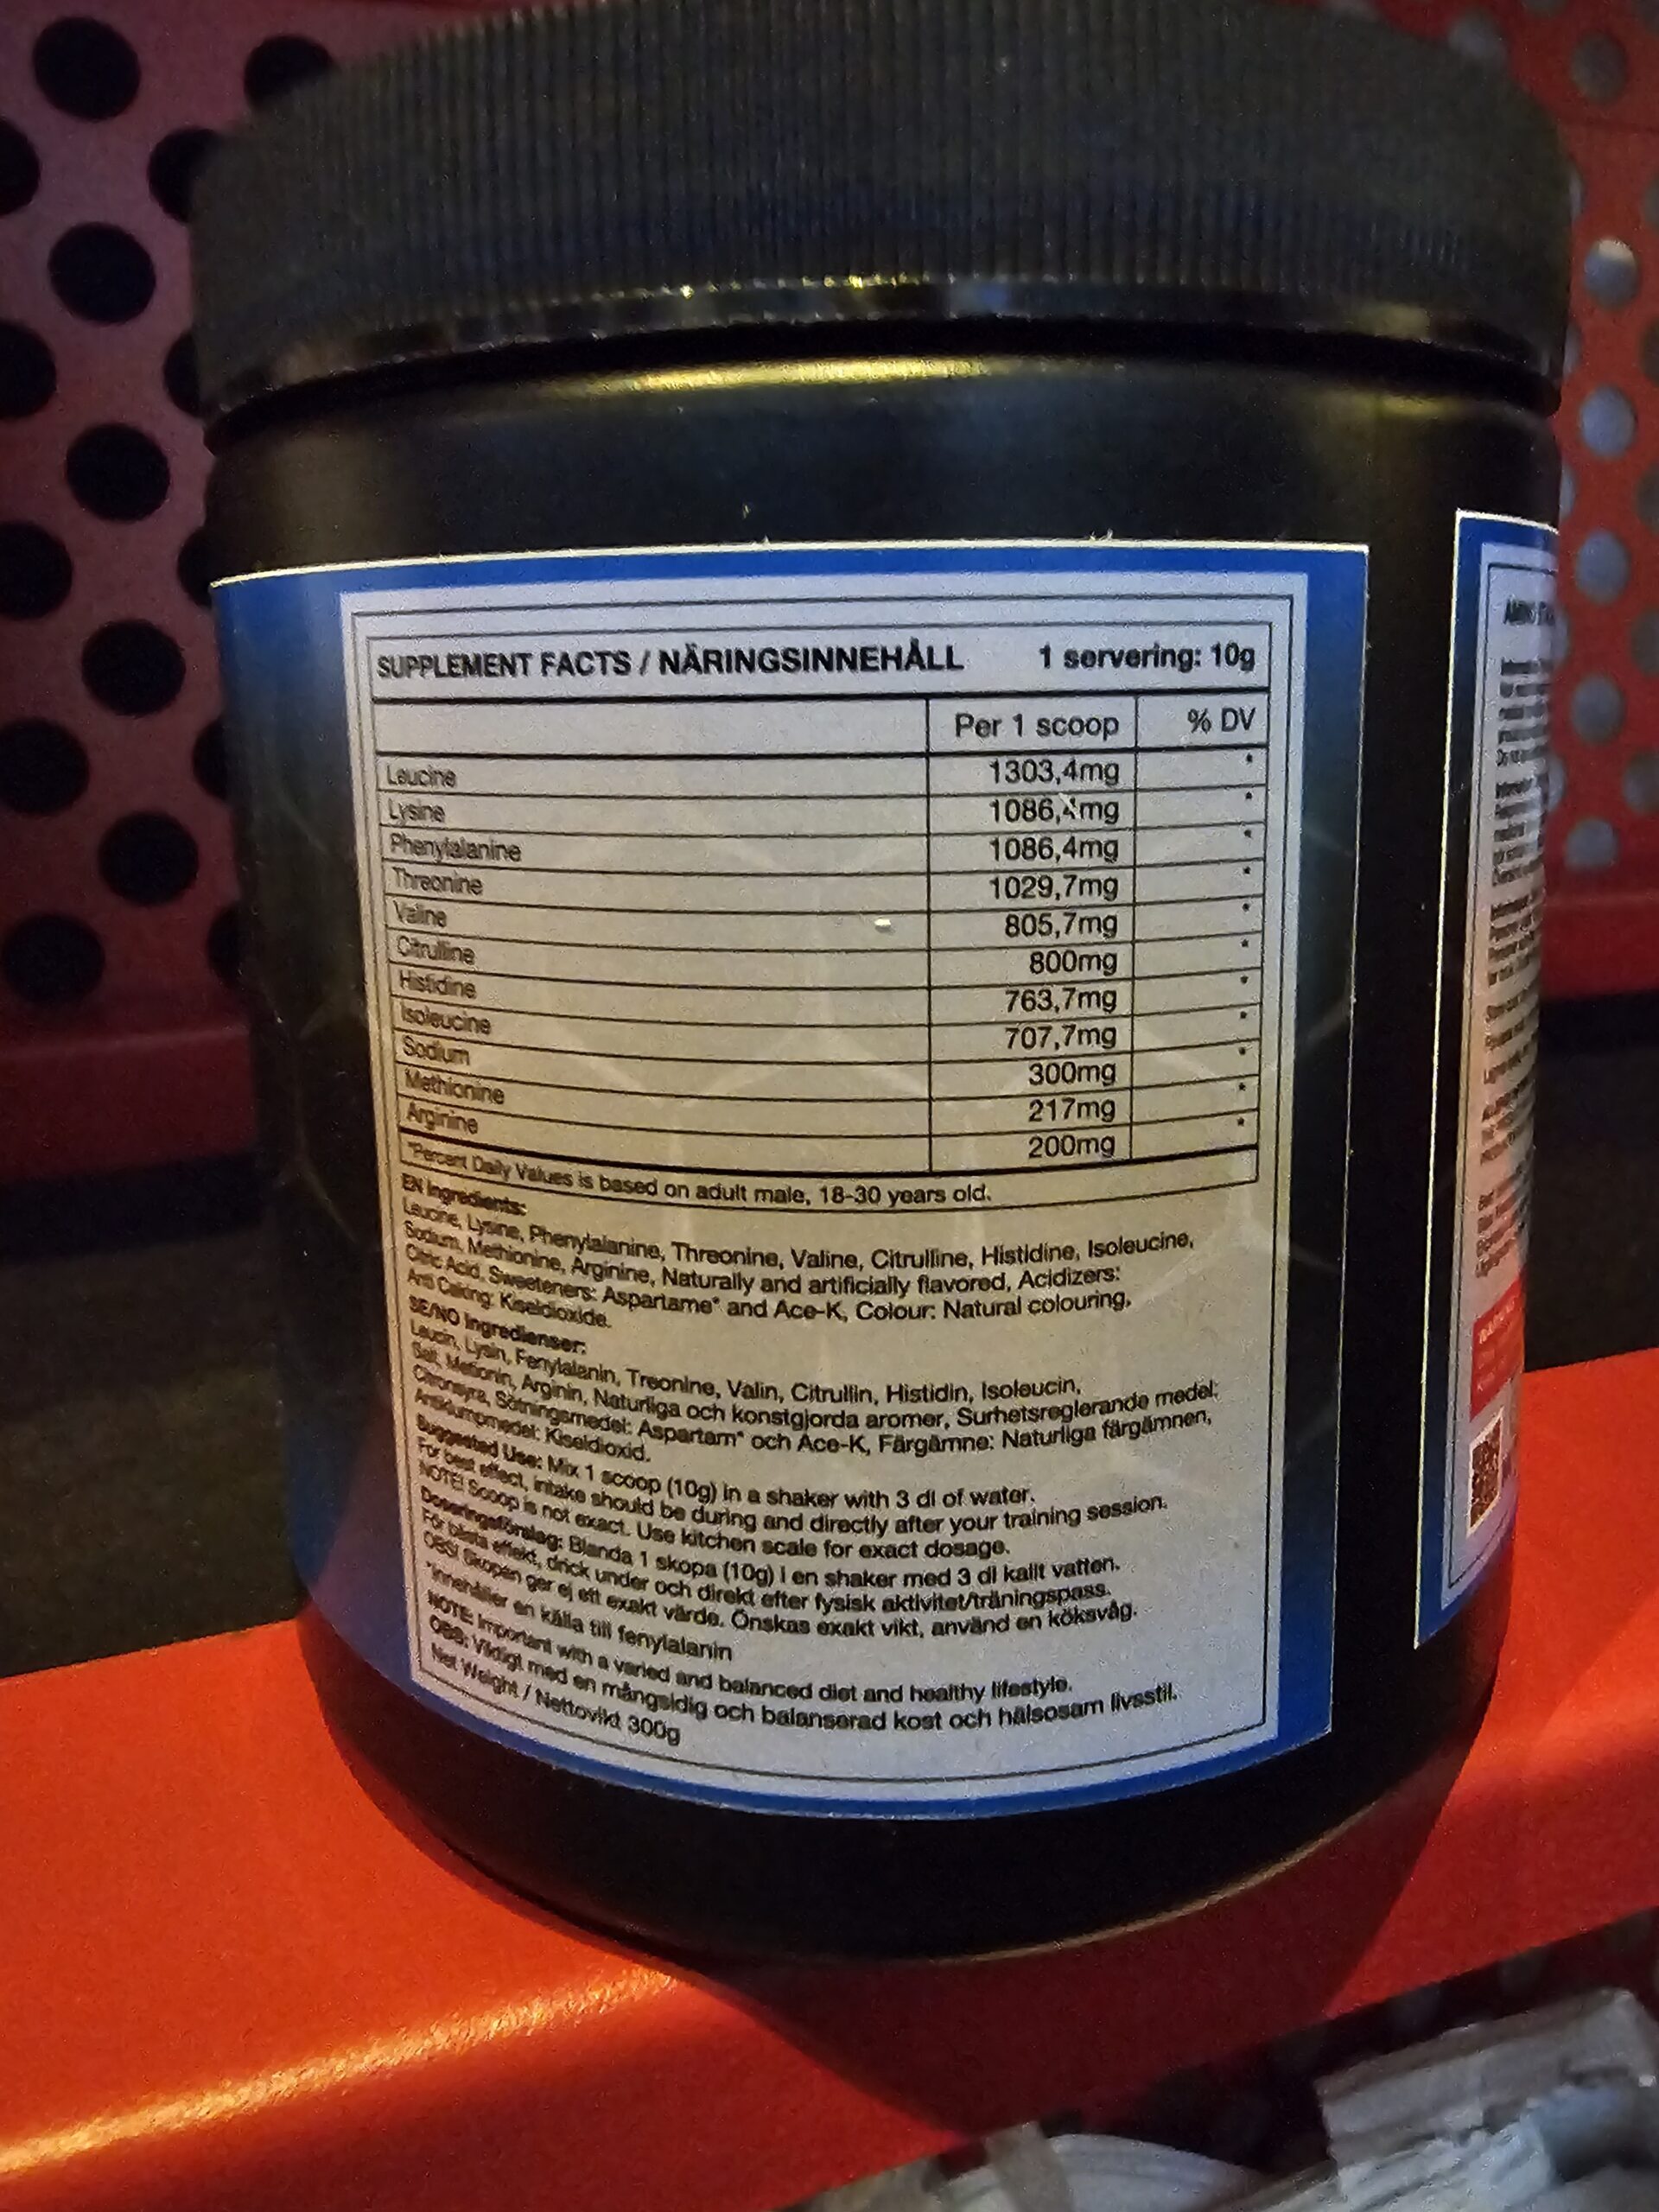 SUPPLEMENT FACTS / NÄRINGSINNEHÅLL 1 servering: 10g
Per 1 scoop % DV
Leucine 1303,4mg *
Lysine 1086,4mg *
Phenylalanine 1086,4mg *
Threonine 1029,7mg *
Valine 805,7mg *
Citrulline 800mg *
Histidine 763,7mg *
Isoleucine 707,7mg *
Sodium 300mg *
Methionine 217mg *
Arginine 200mg *
*Percent Daily Values is based on adult male, 18-30 years old.
EN Ingredients:
Leucine, Lysine, Phenylalanine, Threonine, Valine, Citrulline, Histidine, Isoleucine,
Sodium, Methionine, Arginine, Naturally and artificially flavored, Acidizers:
Citric Acid, Sweeteners: Aspartame* and Ace-K, Colour: Natural colouring,
Anti Caking: Kiseldioxide.
SE/NO Ingredienser:
Leucin, Lysin, Fenylalanin, Treonine, Valin, Citrullin, Histidin, Isoleucin,
Salt, Metionin, Arginin, Naturliga och konstgjorda aromer, Surhetsreglerande medel:
Citronsyra, Sötningsmedel: Aspartam* och Ace-K, Färgämne: Naturliga färgämnen,
Antiklumpmedel: Kiseldioxid.
Suggested Use: Mix 1 scoop (10g) in a shaker with 3 dl of water.
For best effect, intake should be during and directly after your training session.
NOTE! Scoop is not exact. Use kitchen scale for exact dosage.
Doseringsförslag: Blanda 1 skopa (10g) i en shaker med 3 dl kallt vatten.
För bästa effekt, drick under och direkt efter fysisk aktivitet/träningspass.
OBS! Skopan ger ej ett exakt värde. Önskas exakt vikt, använd en köksvåg.
*Innehåller en källa till fenylalanin
NOTE: Important with a varied and balanced diet and healthy lifestyle.
OBS: Viktigt med en mångsidig och balanserad kost och hälsosam livsstil.
Net Weight / Nettovikt 300g